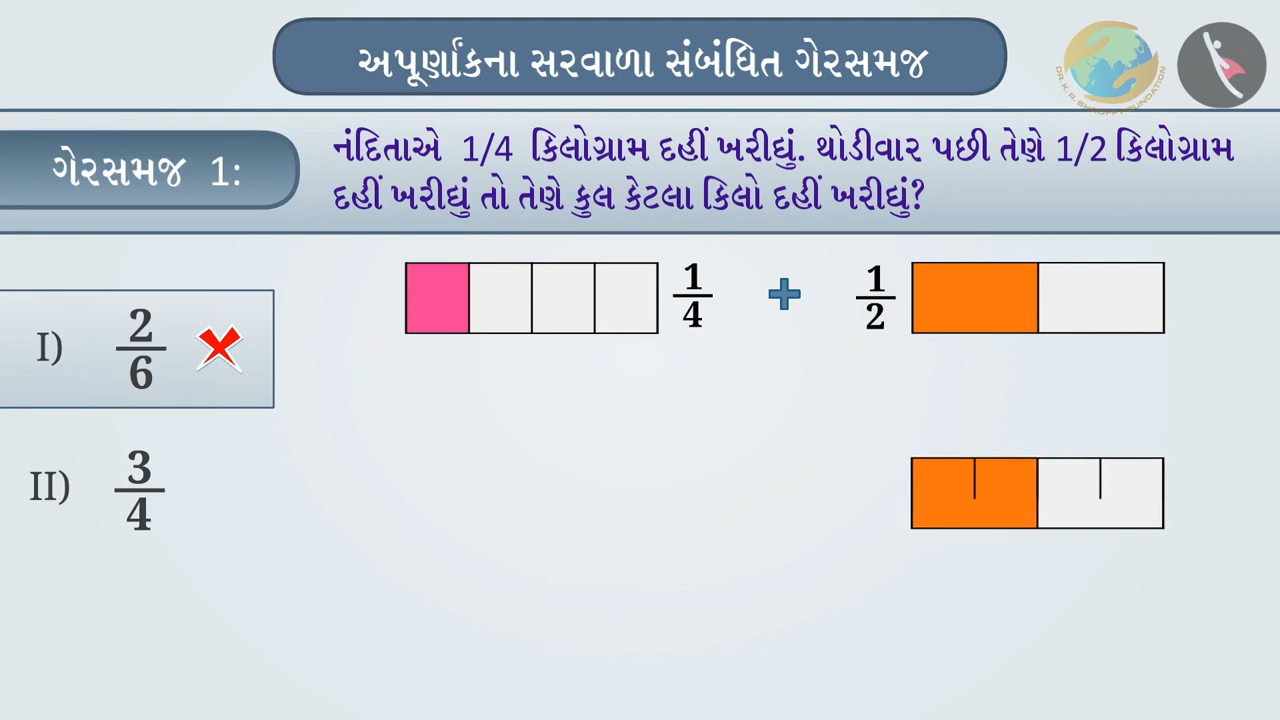 અપૂર્ણાંકના સરવાળા સંબંધિત ગેરસમજ
ગેરસમજ 1:
નંદિતાએ 1/4 કિલોગ્રામ દહીં ખરીદ્યું. થોડીવાર પછી તેણે 1/2 કિલોગ્રામ
દહીં ખરીદ્યું તો તેણે કુલ કેટલા કિલો દહીં ખરીદ્યું?
1/4 + 1/2
I) 2/6
II) 3/4